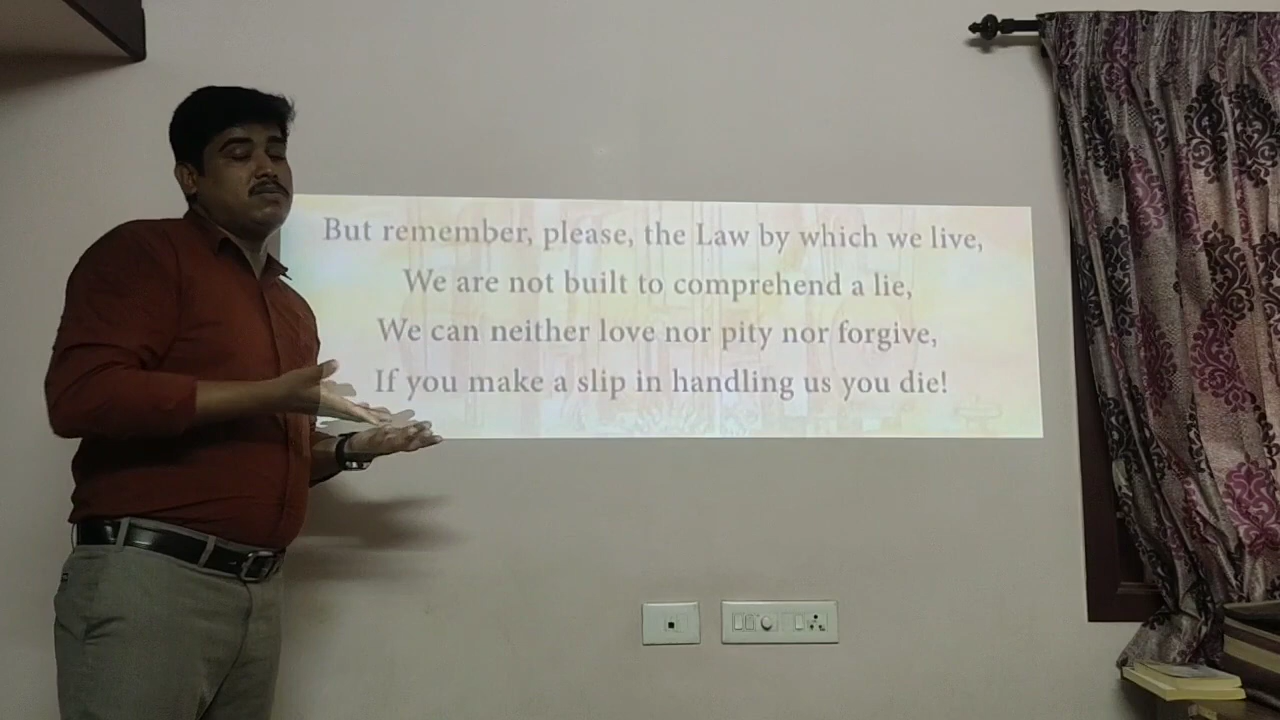 But remember, please, the Law by which we live,
We are not built to comprehend a lie,
We can neither love nor pity nor forgive,
If you make a slip in handling us you die!